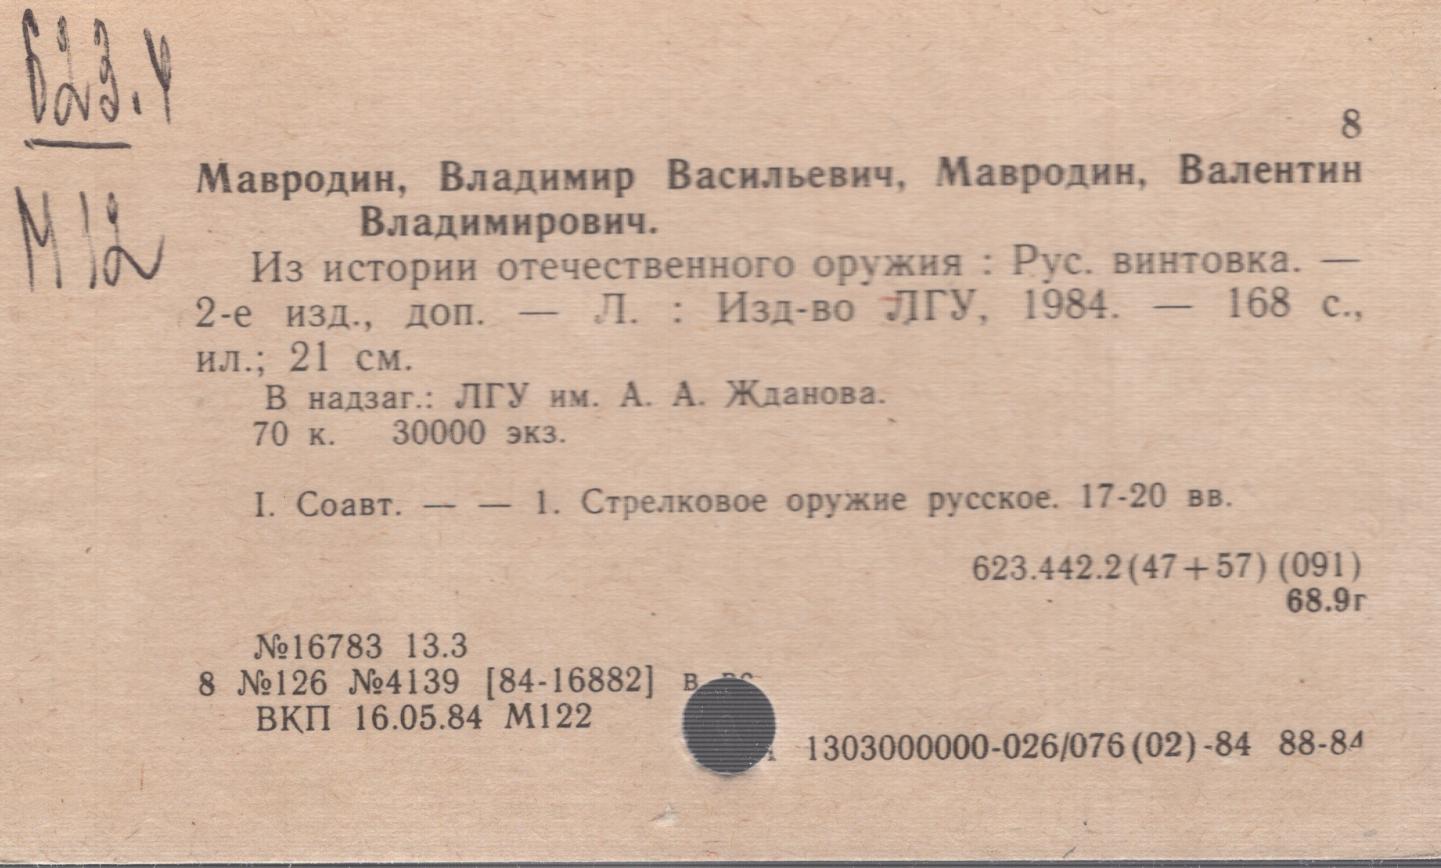 623.4
М12
8
Мавродин, Владимир Васильевич, Мавродин, Валентин
Владимирович.
Из истории отечественного оружия : Рус. винтовка. —
2-е изд., доп. — Л. : Изд-во ЛГУ, 1984. — 168 с.,
ил.; 21 см.
В надзаг.: ЛГУ им. А. А. Жданова.
70 к. 30000 экз.
I. Соавт. — — 1. Стрелковое оружие русское. 17-20 вв.
623.442.2(47+57)(091)
68.9г
№16783 13.3
8 №126 №4139 [84-16882] в
ВКП 16.05.84 М122
1303000000-026/076(02)-84 88-84